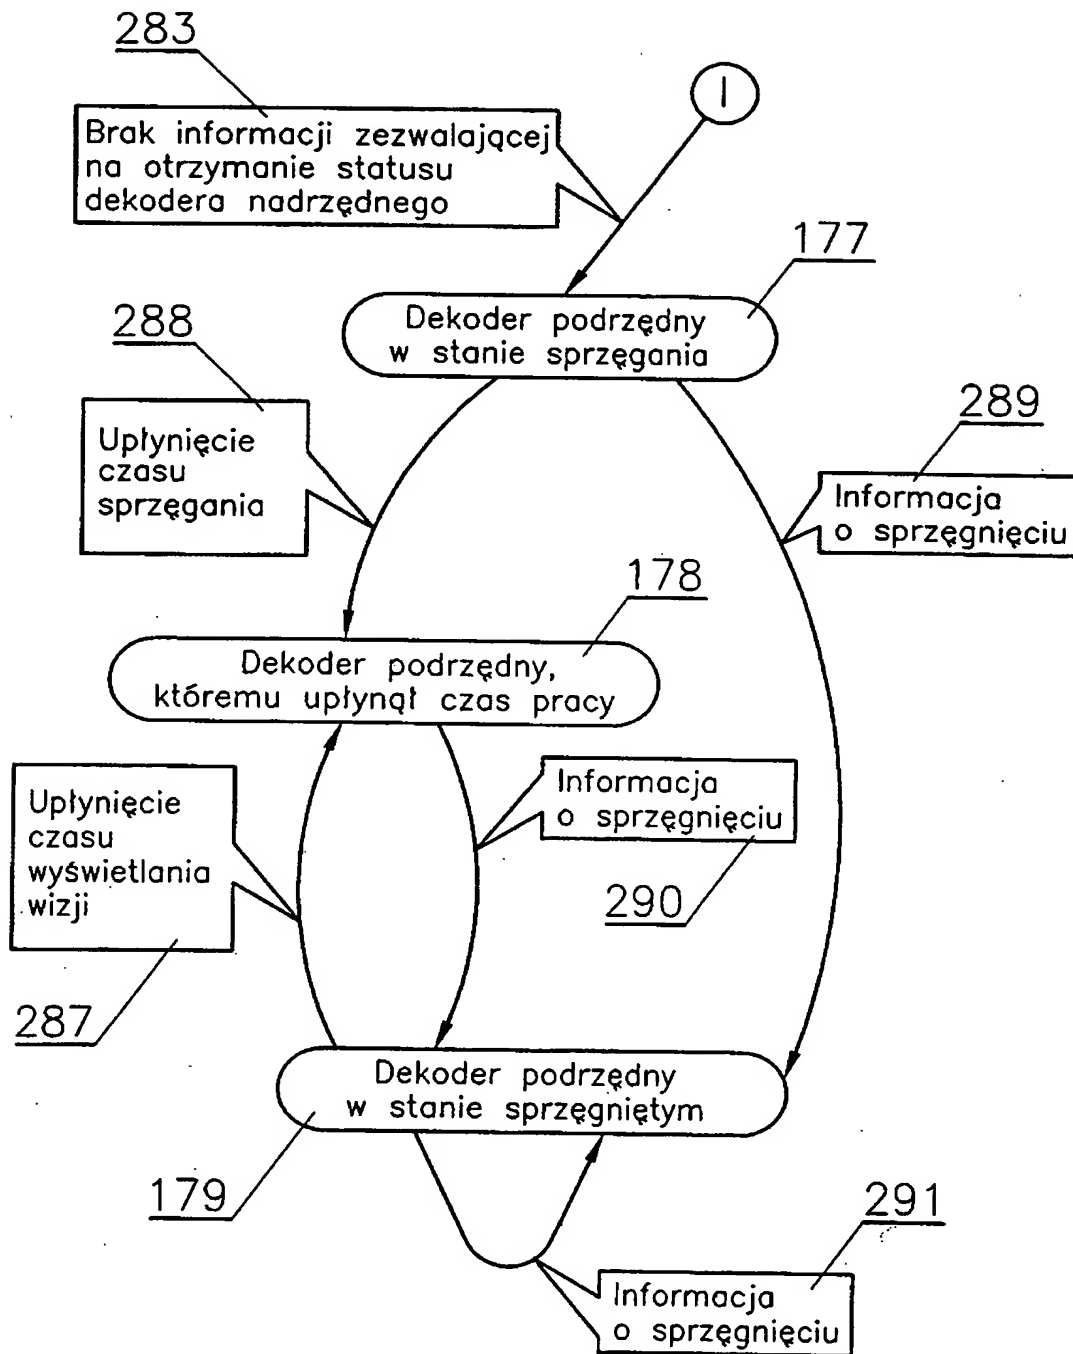 283
I
Brak informacji zezwalającej
na otrzymanie statusu
dekodera nadrzędnego
177
Dekoder podrzędny
w stanie sprzęgania
288
Upłynięcie
czasu
sprzęgania
289
Informacja
o sprzęgnięciu
178
Dekoder podrzędny,
któremu upłynął czas pracy
Upłynięcie
czasu
wyświetlania
wizji
Informacja
o sprzęgnięciu
290
287
Dekoder podrzędny
w stanie sprzęgniętym
179
291
Informacja
o sprzęgnięciu